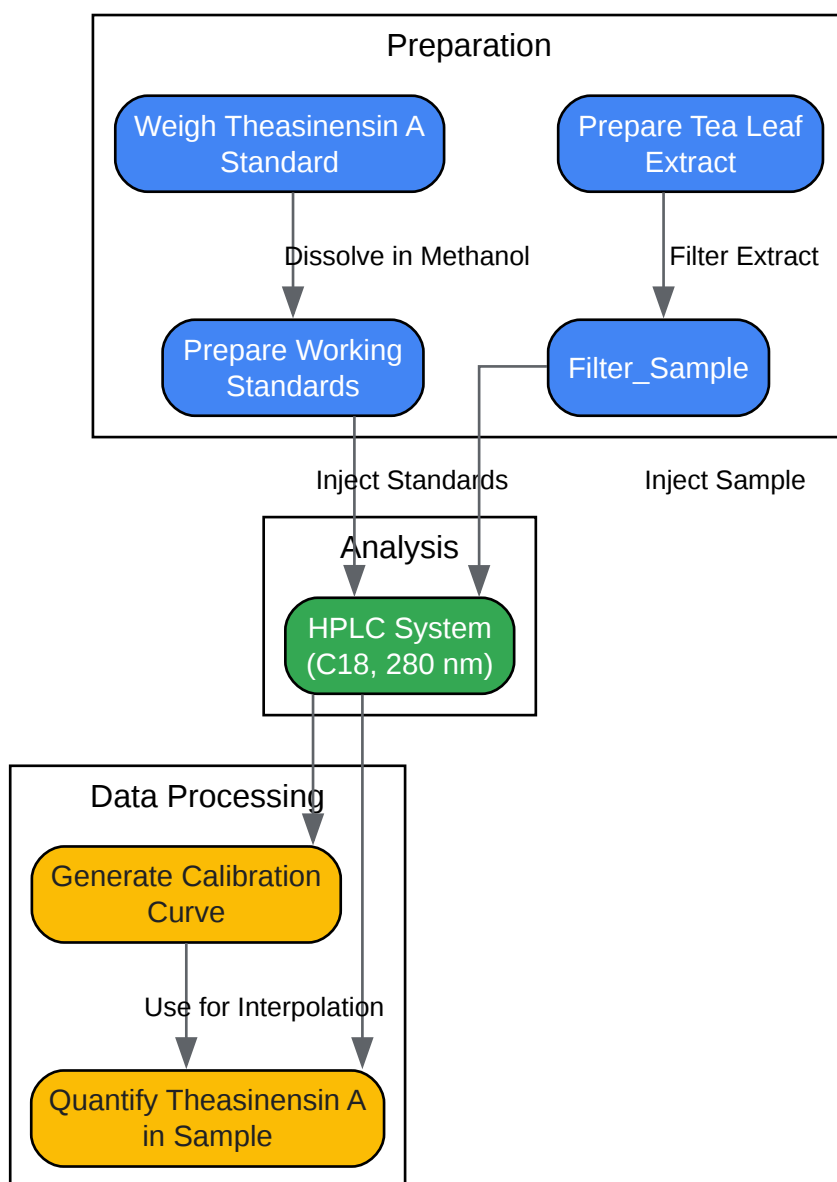 Preparation
Weigh Theasinensin A
Standard
Prepare Tea Leaf
Extract
Dissolve in Methanol
Filter Extract
Prepare Working
Standards
Filter_Sample
Inject Standards
Inject Sample
Analysis
HPLC System
(C18, 280 nm)
Data Processing
Generate Calibration
Curve
Use for Interpolation
Quantify Theasinensin A
in Sample